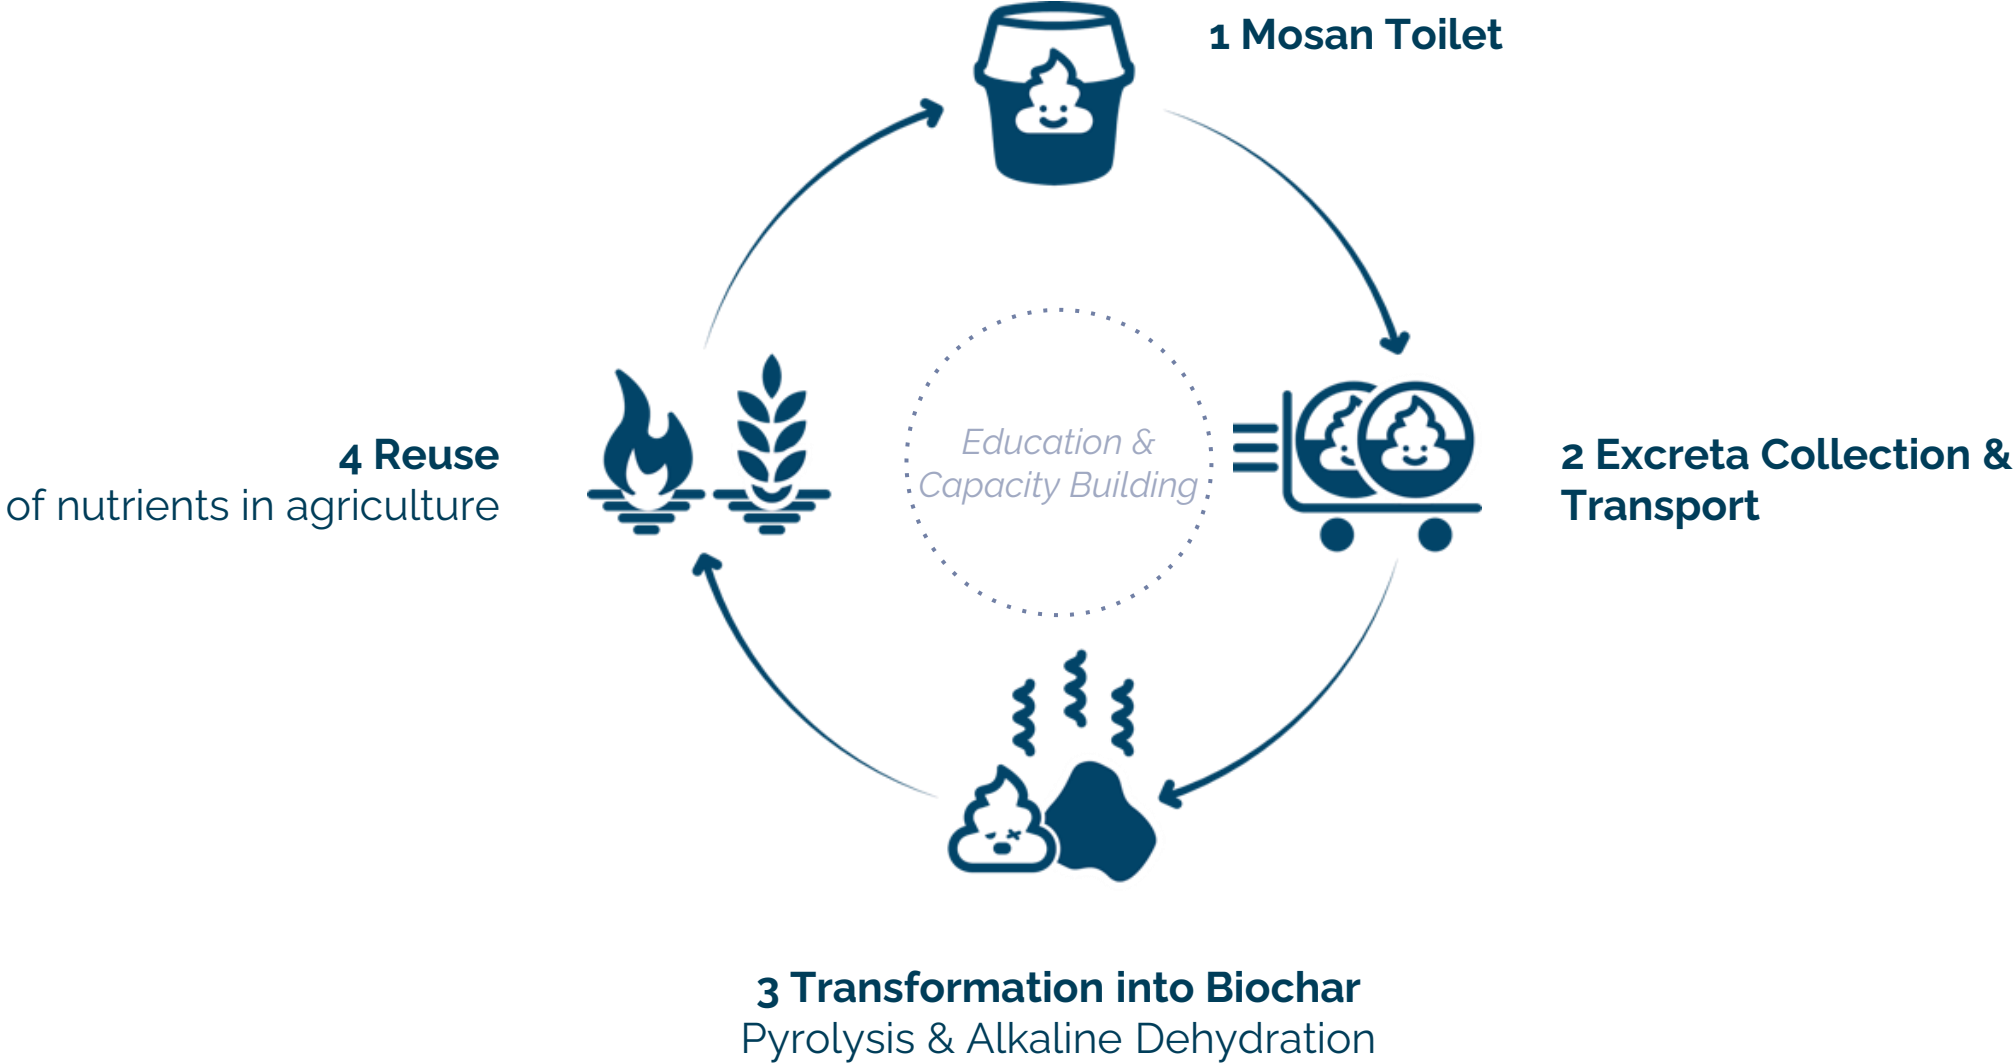 1 Mosan Toilet
2 Excreta Collection &
Transport
3 Transformation into Biochar
Pyrolysis & Alkaline Dehydration
4 Reuse
of nutrients in agriculture
Education &
Capacity Building